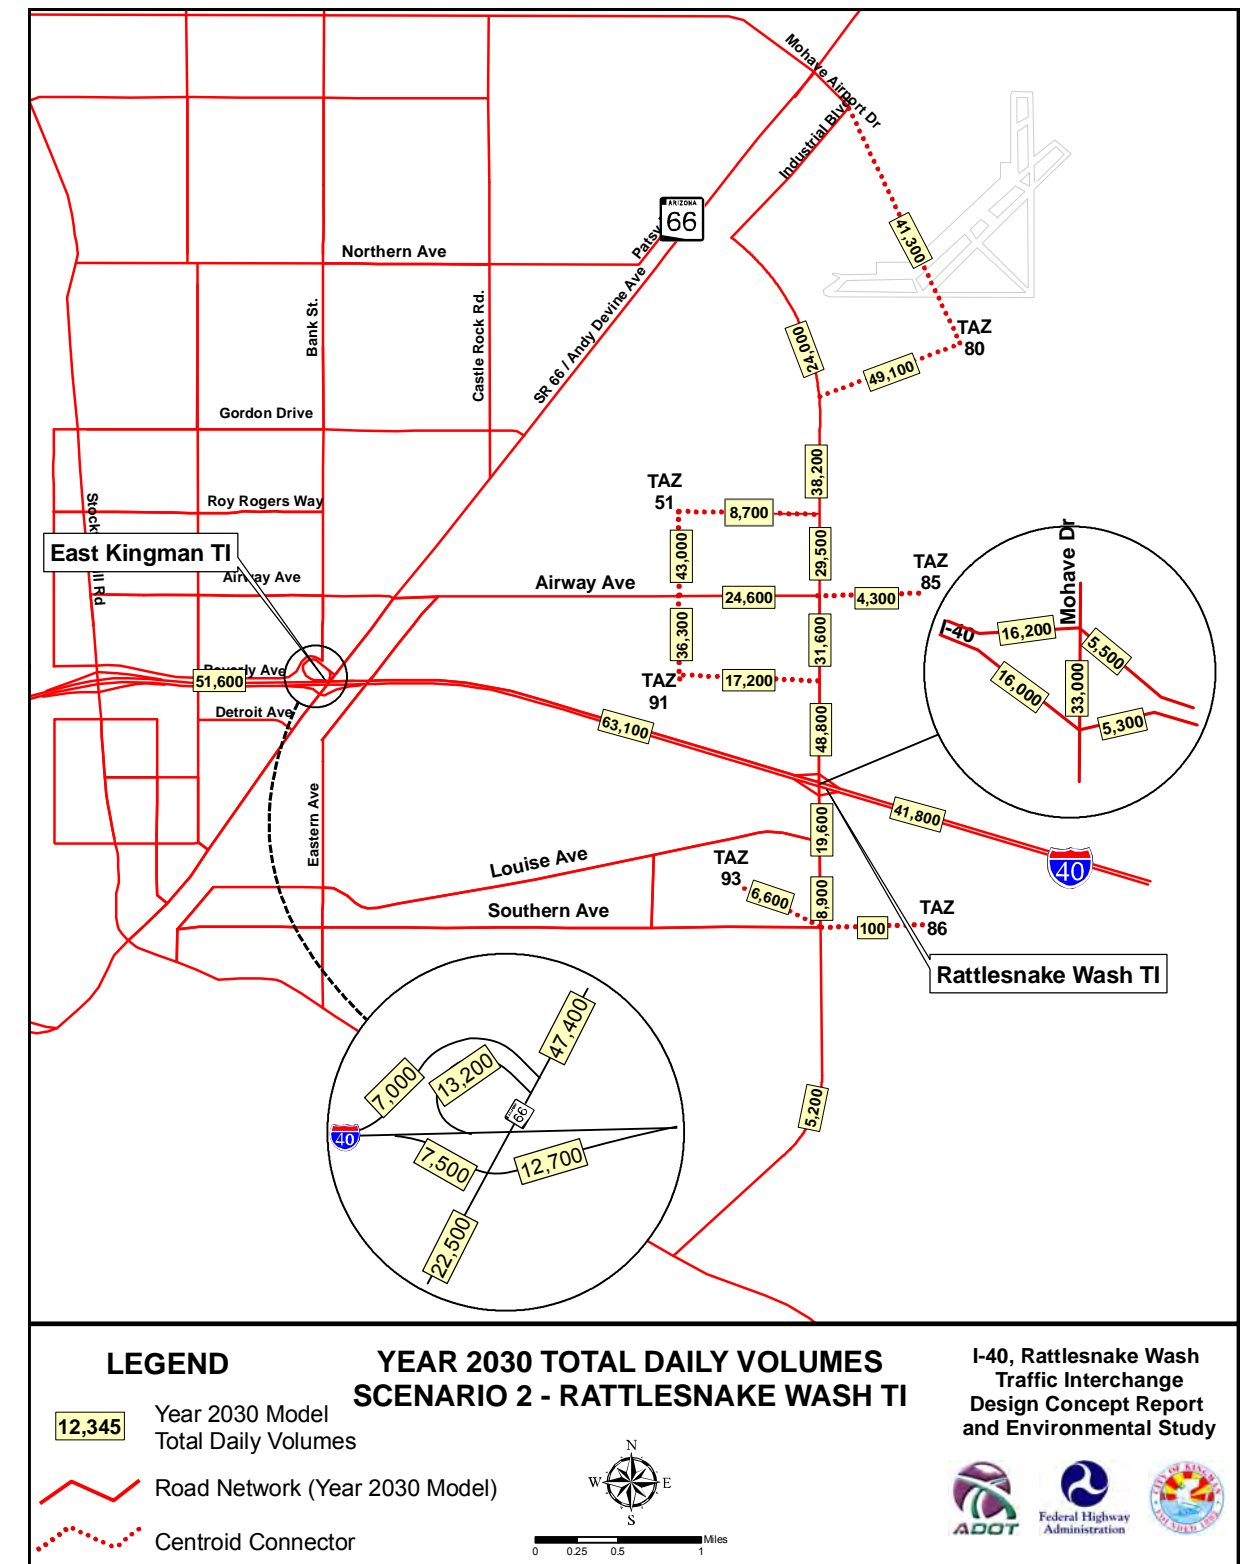 Mohave Airport Dr
Industrial Blvd
ARIZONA
66
Patsy
41,300
Northern Ave
SR 66 / Andy Devine Ave
Bank St.
Castle Rock Rd.
24,000
TAZ
80
49,100
Gordon Drive
38,200
TAZ
51
8,700
Roy Rogers Way
Stock
ill Rd
East Kingman TI
43,000
29,500
Airway Ave
Airway Ave
24,600
4,300
TAZ
85
Mohave Dr
I-40
16,200
5,500
16,000
33,000
5,300
36,300
31,600
Beverly Ave
51,600
TAZ
91
17,200
Detroit Ave
63,100
48,800
41,800
40
Eastern Ave
19,600
Louise Ave
TAZ
93
6,600
8,900
Southern Ave
100
TAZ
86
Rattlesnake Wash TI
47,400
7,000
13,200
66
40
7,500
12,700
22,500
5,200
LEGEND
12,345
Year 2030 Model
Total Daily Volumes
Road Network (Year 2030 Model)
Centroid Connector
YEAR 2030 TOTAL DAILY VOLUMES
SCENARIO 2 - RATTLESNAKE WASH TI
N
W
E
S
Miles
0
0.25
0.5
1
I-40, Rattlesnake Wash
Traffic Interchange
Design Concept Report
and Environmental Study
ADOT
Federal Highway
Administration
CITY OF KINGMAN
FOUNDED 1882